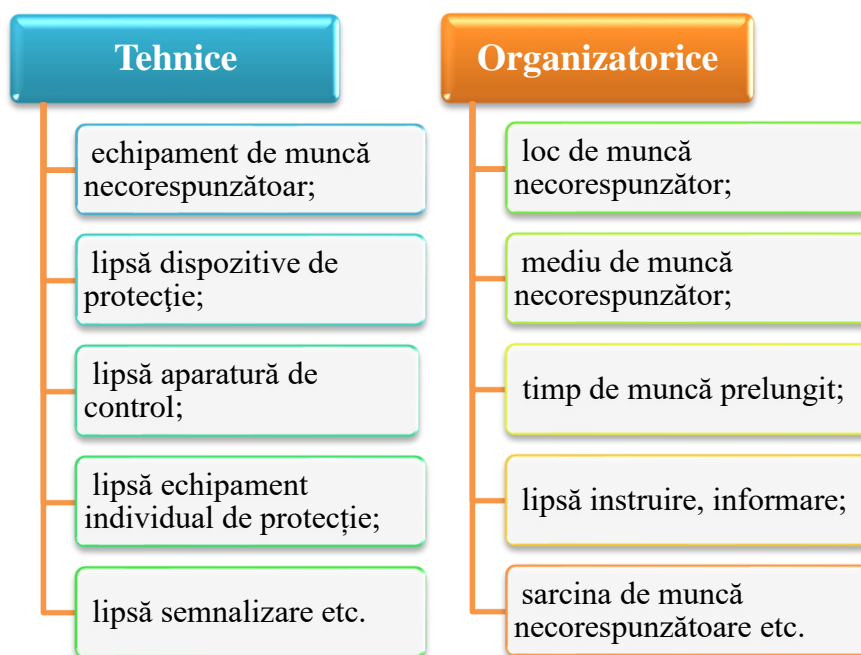 Tehnice
echipament de muncă
necorespunzătoar;
lipsă dispozitive de
protecţie;
lipsă aparatură de
control;
lipsă echipament
individual de protecție;
lipsă semnalizare etc.
Organizatorice
loc de muncă
necorespunzător;
mediu de muncă
necorespunzător;
timp de muncă prelungit;
lipsă instruire, informare;
sarcina de muncă
necorespunzătoare etc.